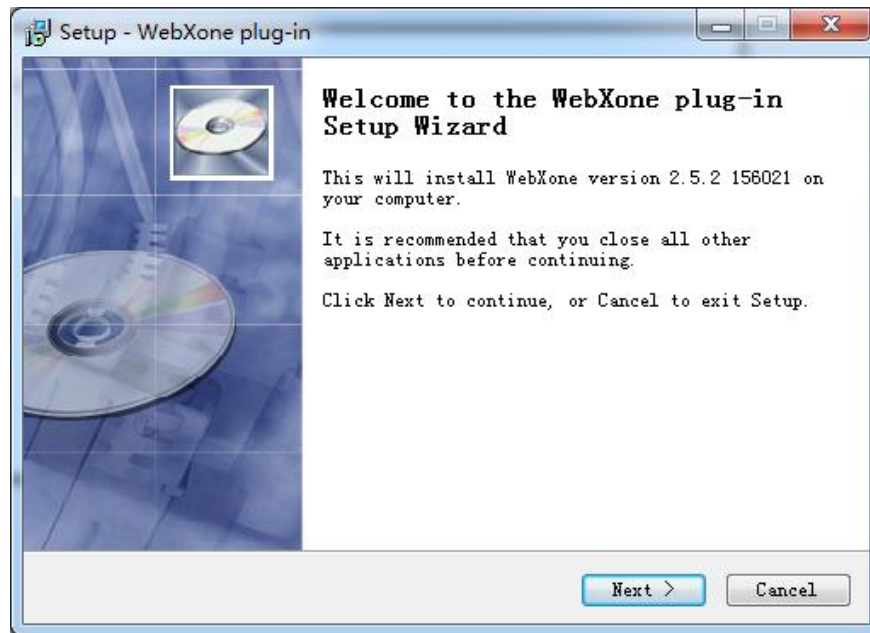 Setup - WebXone plug-in
Welcome to the WebXone plug-in
Setup Wizard
This will install WebXone version 2.5.2 156021 on
your computer.
It is recommended that you close all other
applications before continuing.
Click Next to continue, or Cancel to exit Setup.
Next >
Cancel